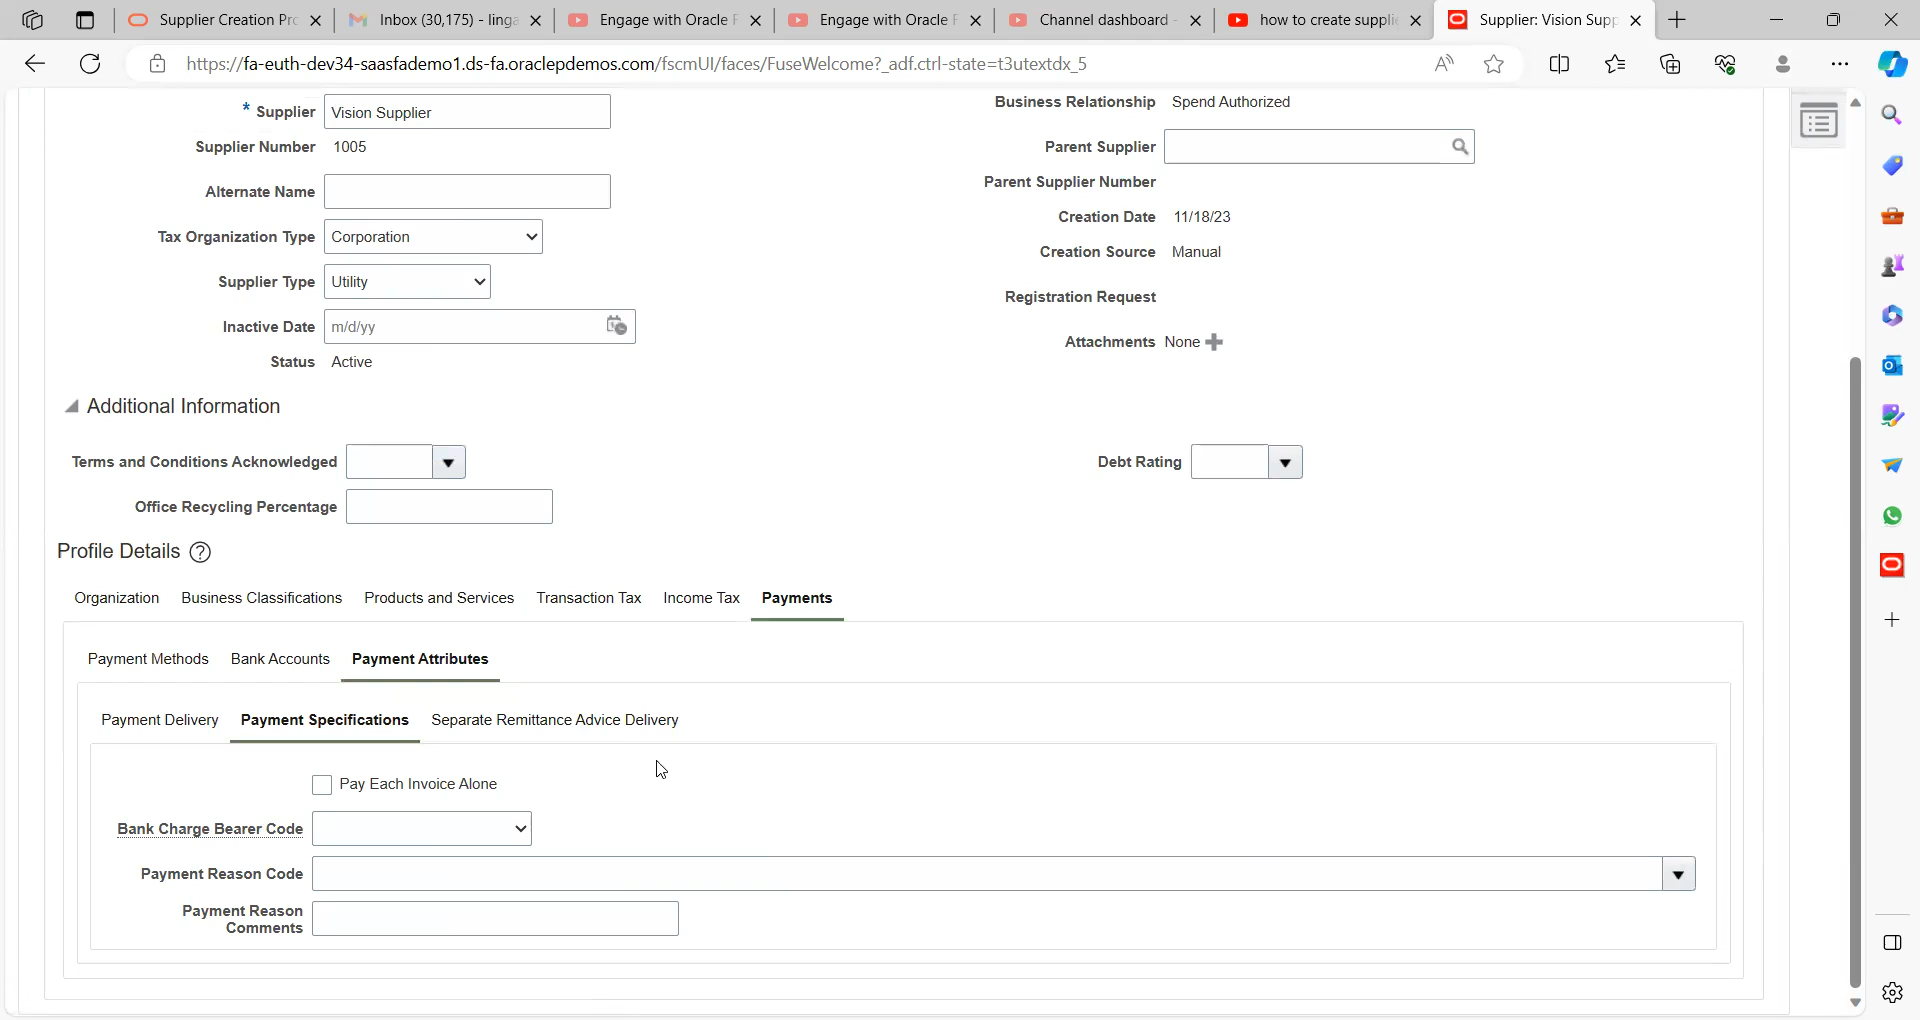 Supplier Creation Prc
Inbox (30,175) - linga
Engage with Oracle F
Engage with Oracle F
Channel dashboard -
how to create supplie
Supplier: Vision Supp
https://fa-euth-dev34-saasfademo1.ds-fa.oraclepdemos.com/fscmUI/faces/FuseWelcome?_adf.ctrl-state=t3utextdx_5
* Supplier Vision Supplier
Business Relationship Spend Authorized
Supplier Number 1005
Parent Supplier
Alternate Name
Parent Supplier Number
Tax Organization Type Corporation
Creation Date 11/18/23
Creation Source Manual
Supplier Type Utility
Registration Request
Inactive Date m/d/yy
Attachments None
Status Active
Additional Information
Terms and Conditions Acknowledged
Debt Rating
Office Recycling Percentage
Profile Details ?
Organization Business Classifications Products and Services Transaction Tax Income Tax Payments
Payment Methods Bank Accounts Payment Attributes
Payment Delivery Payment Specifications Separate Remittance Advice Delivery
Pay Each Invoice Alone
Bank Charge Bearer Code
Payment Reason Code
Payment Reason
Comments